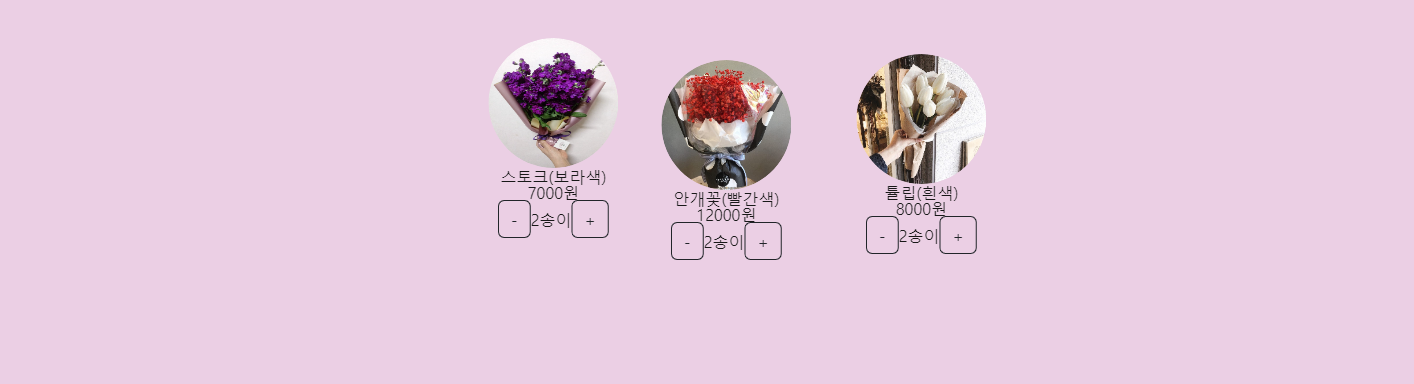 스토크(보라색)
7000원
- 2송이 +
안개꽃(빨간색)
12000원
- 2송이 +
튤립(흰색)
8000원
- 2송이 +